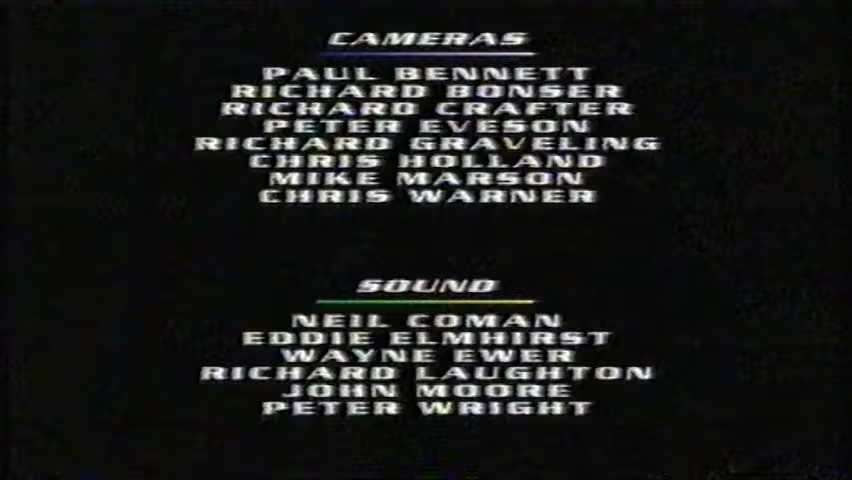 CAMERAS
PAUL BENNETT
RICHARD BONSER
RICHARD CRAFTER
PETER EVESON
RICHARD GRAVELING
CHRIS HOLLAND
MIKE MARSON
CHRIS WARNER
SOUND
NEIL COMAN
EDDIE ELMHIRST
WAYNE EWER
RICHARD LAUGHTON
JOHN MOORE
PETER WRIGHT